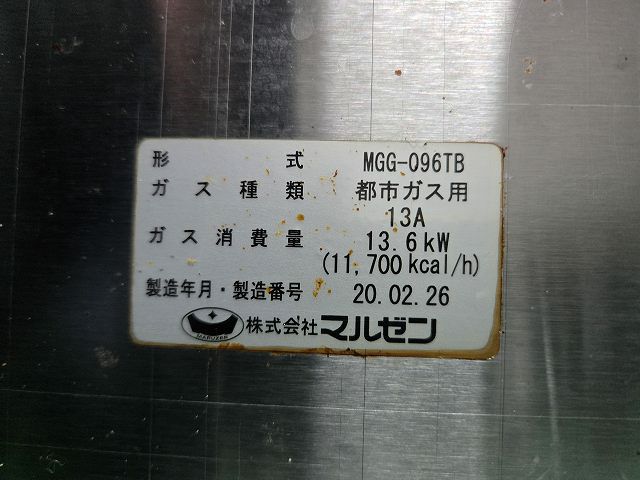 形式 MGG-096TB
ガス種類 都市ガス用
13A
ガス消費量 13.6kW
(11,700kcal/h)
製造年月・製造番号 20.02.26
MARUZEN 株式会社マルゼン